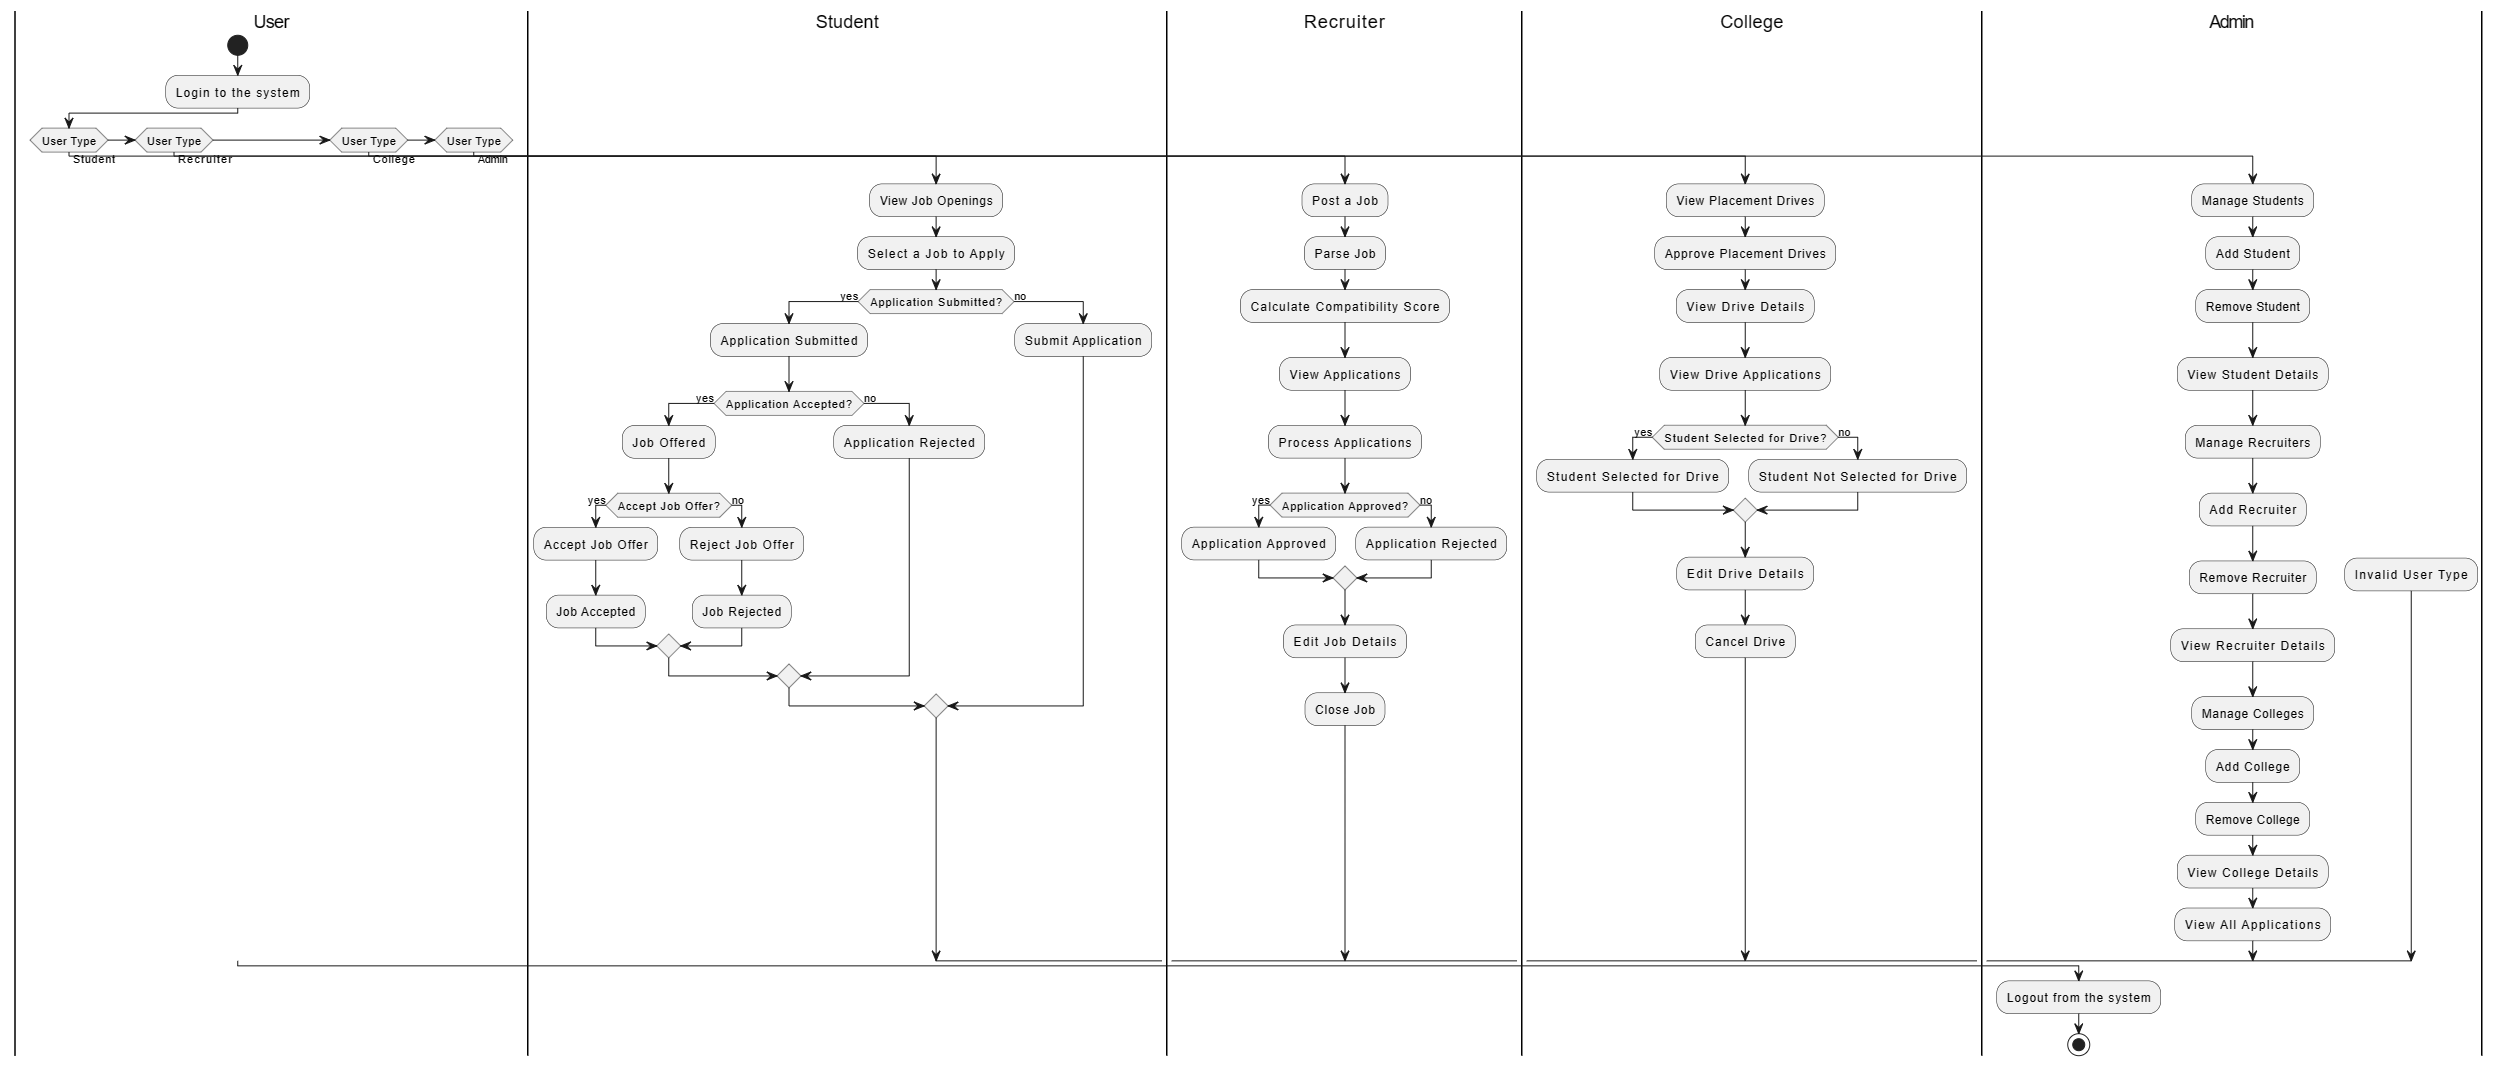 User
Student
Recruiter
College
Admin
Login to the system
User Type
User Type
User Type
User Type
Student
Recruiter
College
Admin
View Job Openings
Select a Job to Apply
yes
Application Submitted?
no
Application Submitted
Submit Application
yes
Application Accepted?
no
Job Offered
Application Rejected
yes
Accept Job Offer?
no
Accept Job Offer
Reject Job Offer
Job Accepted
Job Rejected
Post a Job
Parse Job
Calculate Compatibility Score
View Applications
Process Applications
yes
Application Approved?
no
Application Approved
Application Rejected
Edit Job Details
Close Job
View Placement Drives
Approve Placement Drives
View Drive Details
View Drive Applications
yes
Student Selected for Drive?
no
Student Selected for Drive
Student Not Selected for Drive
Edit Drive Details
Cancel Drive
Manage Students
Add Student
Remove Student
View Student Details
Manage Recruiters
Add Recruiter
Remove Recruiter
View Recruiter Details
Manage Colleges
Add College
Remove College
View College Details
View All Applications
Invalid User Type
Logout from the system